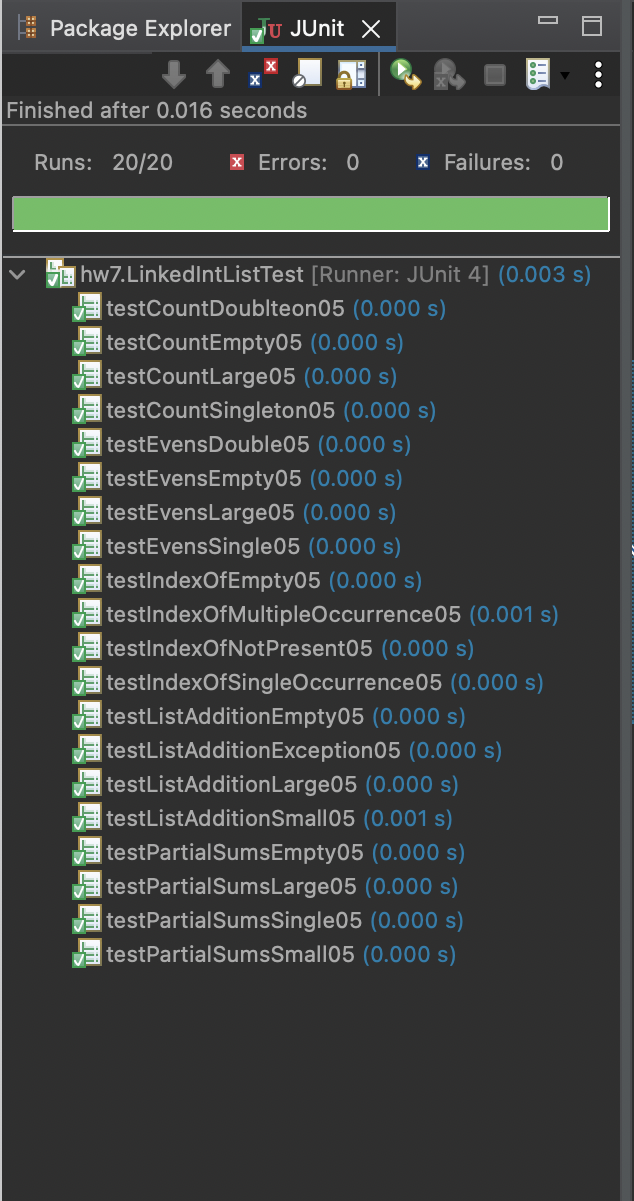 Package Explorer JUnit
Finished after 0.016 seconds
Runs: 20/20 Errors: 0 Failures: 0
hw7.LinkedIntListTest [Runner: JUnit 4] (0.003 s)
testCountDoublteon05 (0.000 s)
testCountEmpty05 (0.000 s)
testCountLarge05 (0.000 s)
testCountSingleton05 (0.000 s)
testEvensDouble05 (0.000 s)
testEvensEmpty05 (0.000 s)
testEvensLarge05 (0.000 s)
testEvensSingle05 (0.000 s)
testIndexOfEmpty05 (0.000 s)
testIndexOfMultipleOccurrence05 (0.001 s)
testIndexOfNotPresent05 (0.000 s)
testIndexOfSingleOccurrence05 (0.000 s)
testListAdditionEmpty05 (0.000 s)
testListAdditionException05 (0.000 s)
testListAdditionLarge05 (0.000 s)
testListAdditionSmall05 (0.001 s)
testPartialSumsEmpty05 (0.000 s)
testPartialSumsLarge05 (0.000 s)
testPartialSumsSingle05 (0.000 s)
testPartialSumsSmall05 (0.000 s)